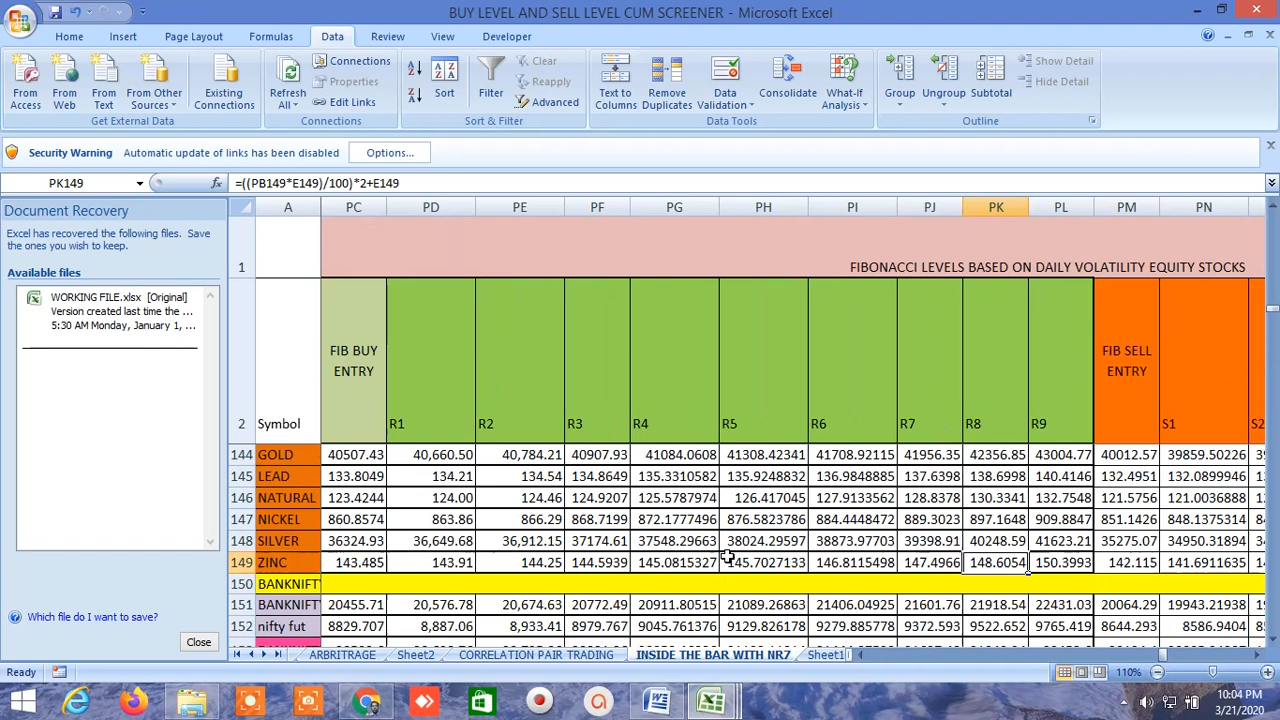 BUY LEVEL AND SELL LEVEL CUM SCREENER - Microsoft Excel
Home Insert Page Layout Formulas Data Review View Developer
From Access
From Web
From Text
From Other Sources
Existing Connections
Get External Data
Refresh All
Connections
Properties
Edit Links
Connections
Sort
Filter
Clear
Reapply
Advanced
Sort & Filter
Text to Columns
Remove Duplicates
Data Validation
Consolidate
What-If Analysis
Data Tools
Group
Ungroup
Subtotal
Show Detail
Hide Detail
Outline
Security Warning Automatic update of links has been disabled Options...
PK149 fx =((PB149*E149)/100)*2+E149
Document Recovery
Excel has recovered the following files. Save
the ones you wish to keep.
Available files
WORKING FILE.xlsx [Original]
Version created last time the ...
5:30 AM Monday, January 1, ...
Which file do I want to save?
Close
A PC PD PE PF PG PH PI PJ PK PL PM PN
1 FIBONACCI LEVELS BASED ON DAILY VOLATILITY EQUITY STOCKS
FIB BUY ENTRY
FIB SELL ENTRY
2 Symbol R1 R2 R3 R4 R5 R6 R7 R8 R9 S1 S2
144 GOLD 40507.43 40,660.50 40,784.21 40907.93 41084.0608 41308.42341 41708.92115 41956.35 42356.85 43004.77 40012.57 39859.50226
145 LEAD 133.8049 134.21 134.54 134.8649 135.3310582 135.9248832 136.9848885 137.6398 138.6998 140.4146 132.4951 132.0899946
146 NATURAL 123.4244 124.00 124.46 124.9207 125.5787974 126.417045 127.9133562 128.8378 130.3341 132.7548 121.5756 121.0036888
147 NICKEL 860.8574 863.86 866.29 868.7199 872.1777496 876.5823786 884.4448472 889.3023 897.1648 909.8847 851.1426 848.1375314
148 SILVER 36324.93 36,649.68 36,912.15 37174.61 37548.29663 38024.29597 38873.97703 39398.91 40248.59 41623.21 35275.07 34950.31894
149 ZINC 143.485 143.91 144.25 144.5939 145.0815327 145.7027133 146.8115498 147.4966 148.6054 150.3993 142.115 141.6911635
150 BANKNIFTY
151 BANKNIFT 20455.71 20,576.78 20,674.63 20772.49 20911.80515 21089.26863 21406.04925 21601.76 21918.54 22431.03 20064.29 19943.21938
152 nifty fut 8829.707 8,887.06 8,933.41 8979.767 9045.761376 9129.826178 9279.885778 9372.593 9522.652 9765.419 8644.293 8586.9404
ARBITRAGE Sheet2 CORRELATION PAIR TRADING INSIDE THE BAR WITH NR7 Sheet1
Ready 110%
10:04 PM
3/21/2020